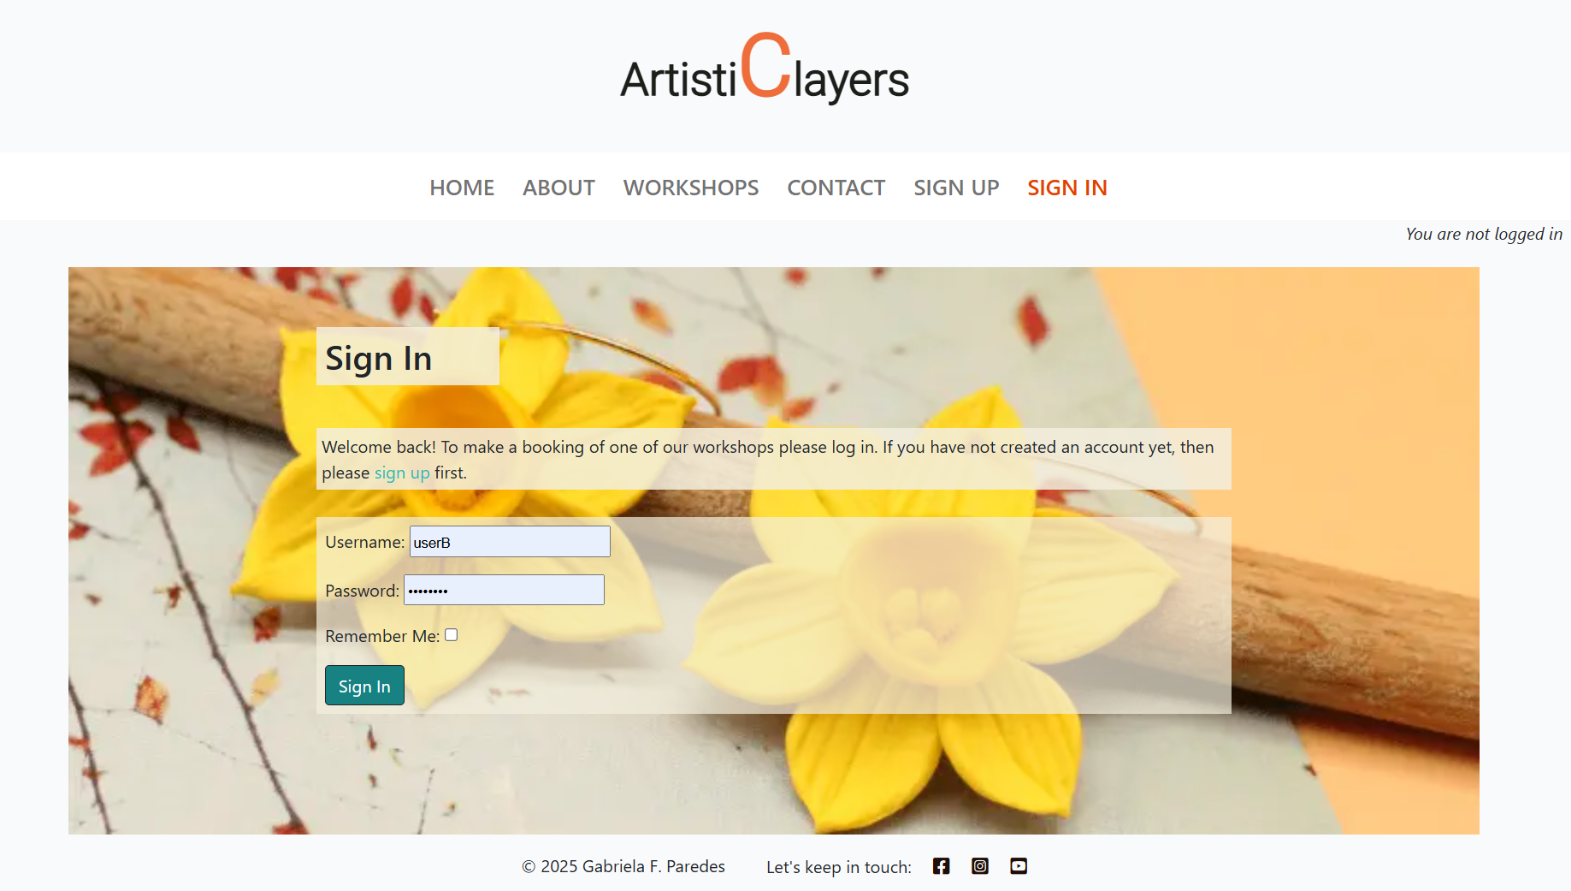 ArtistiClayers
HOME ABOUT WORKSHOPS CONTACT SIGN UP SIGN IN
You are not logged in
Sign In
Welcome back! To make a booking of one of our workshops please log in. If you have not created an account yet, then
please sign up first.
Username: userB
Password: ••••••••
Remember Me:
Sign In
© 2025 Gabriela F. Paredes Let's keep in touch: